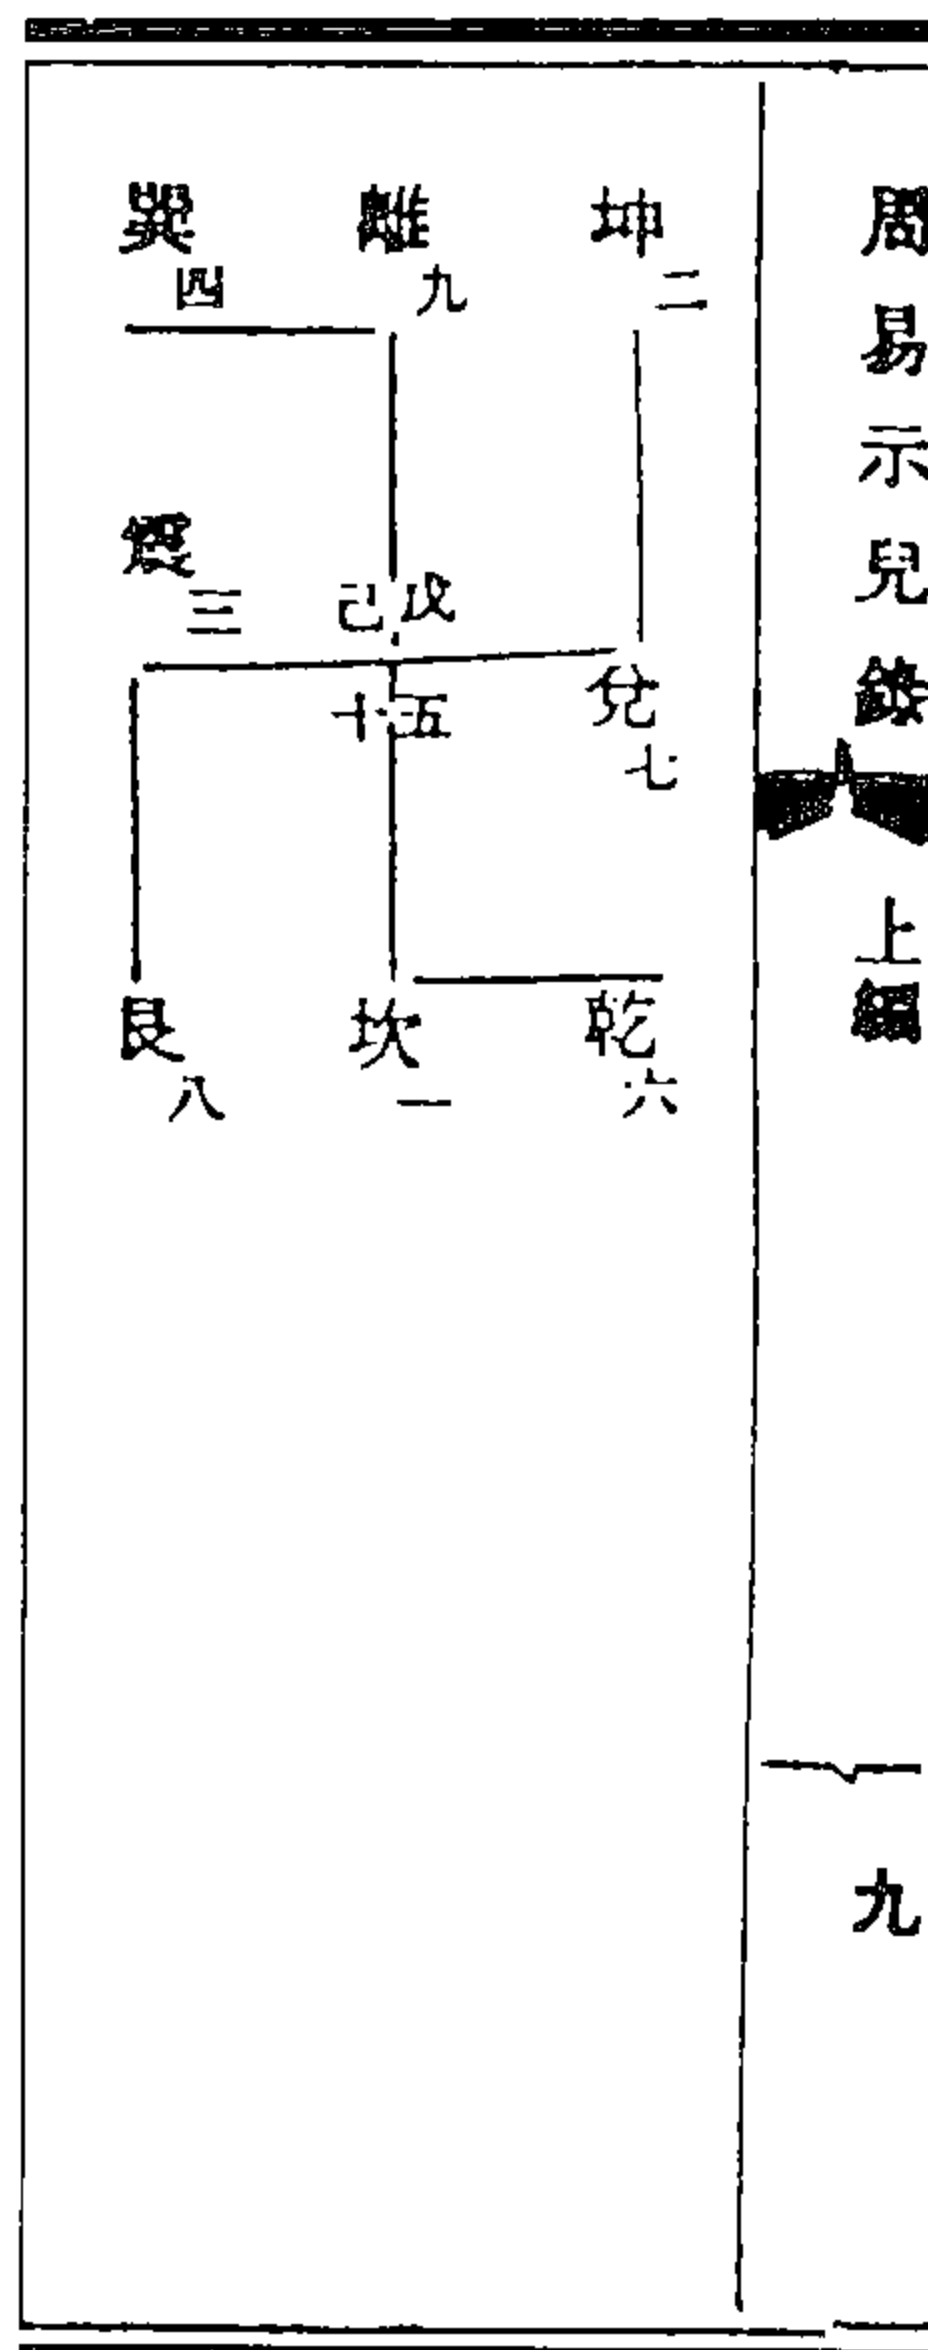 周易示兒錄 上編 一九
坤二
離九
巽四
兌七
戊己
五十
震三
乾六
坎一
艮八